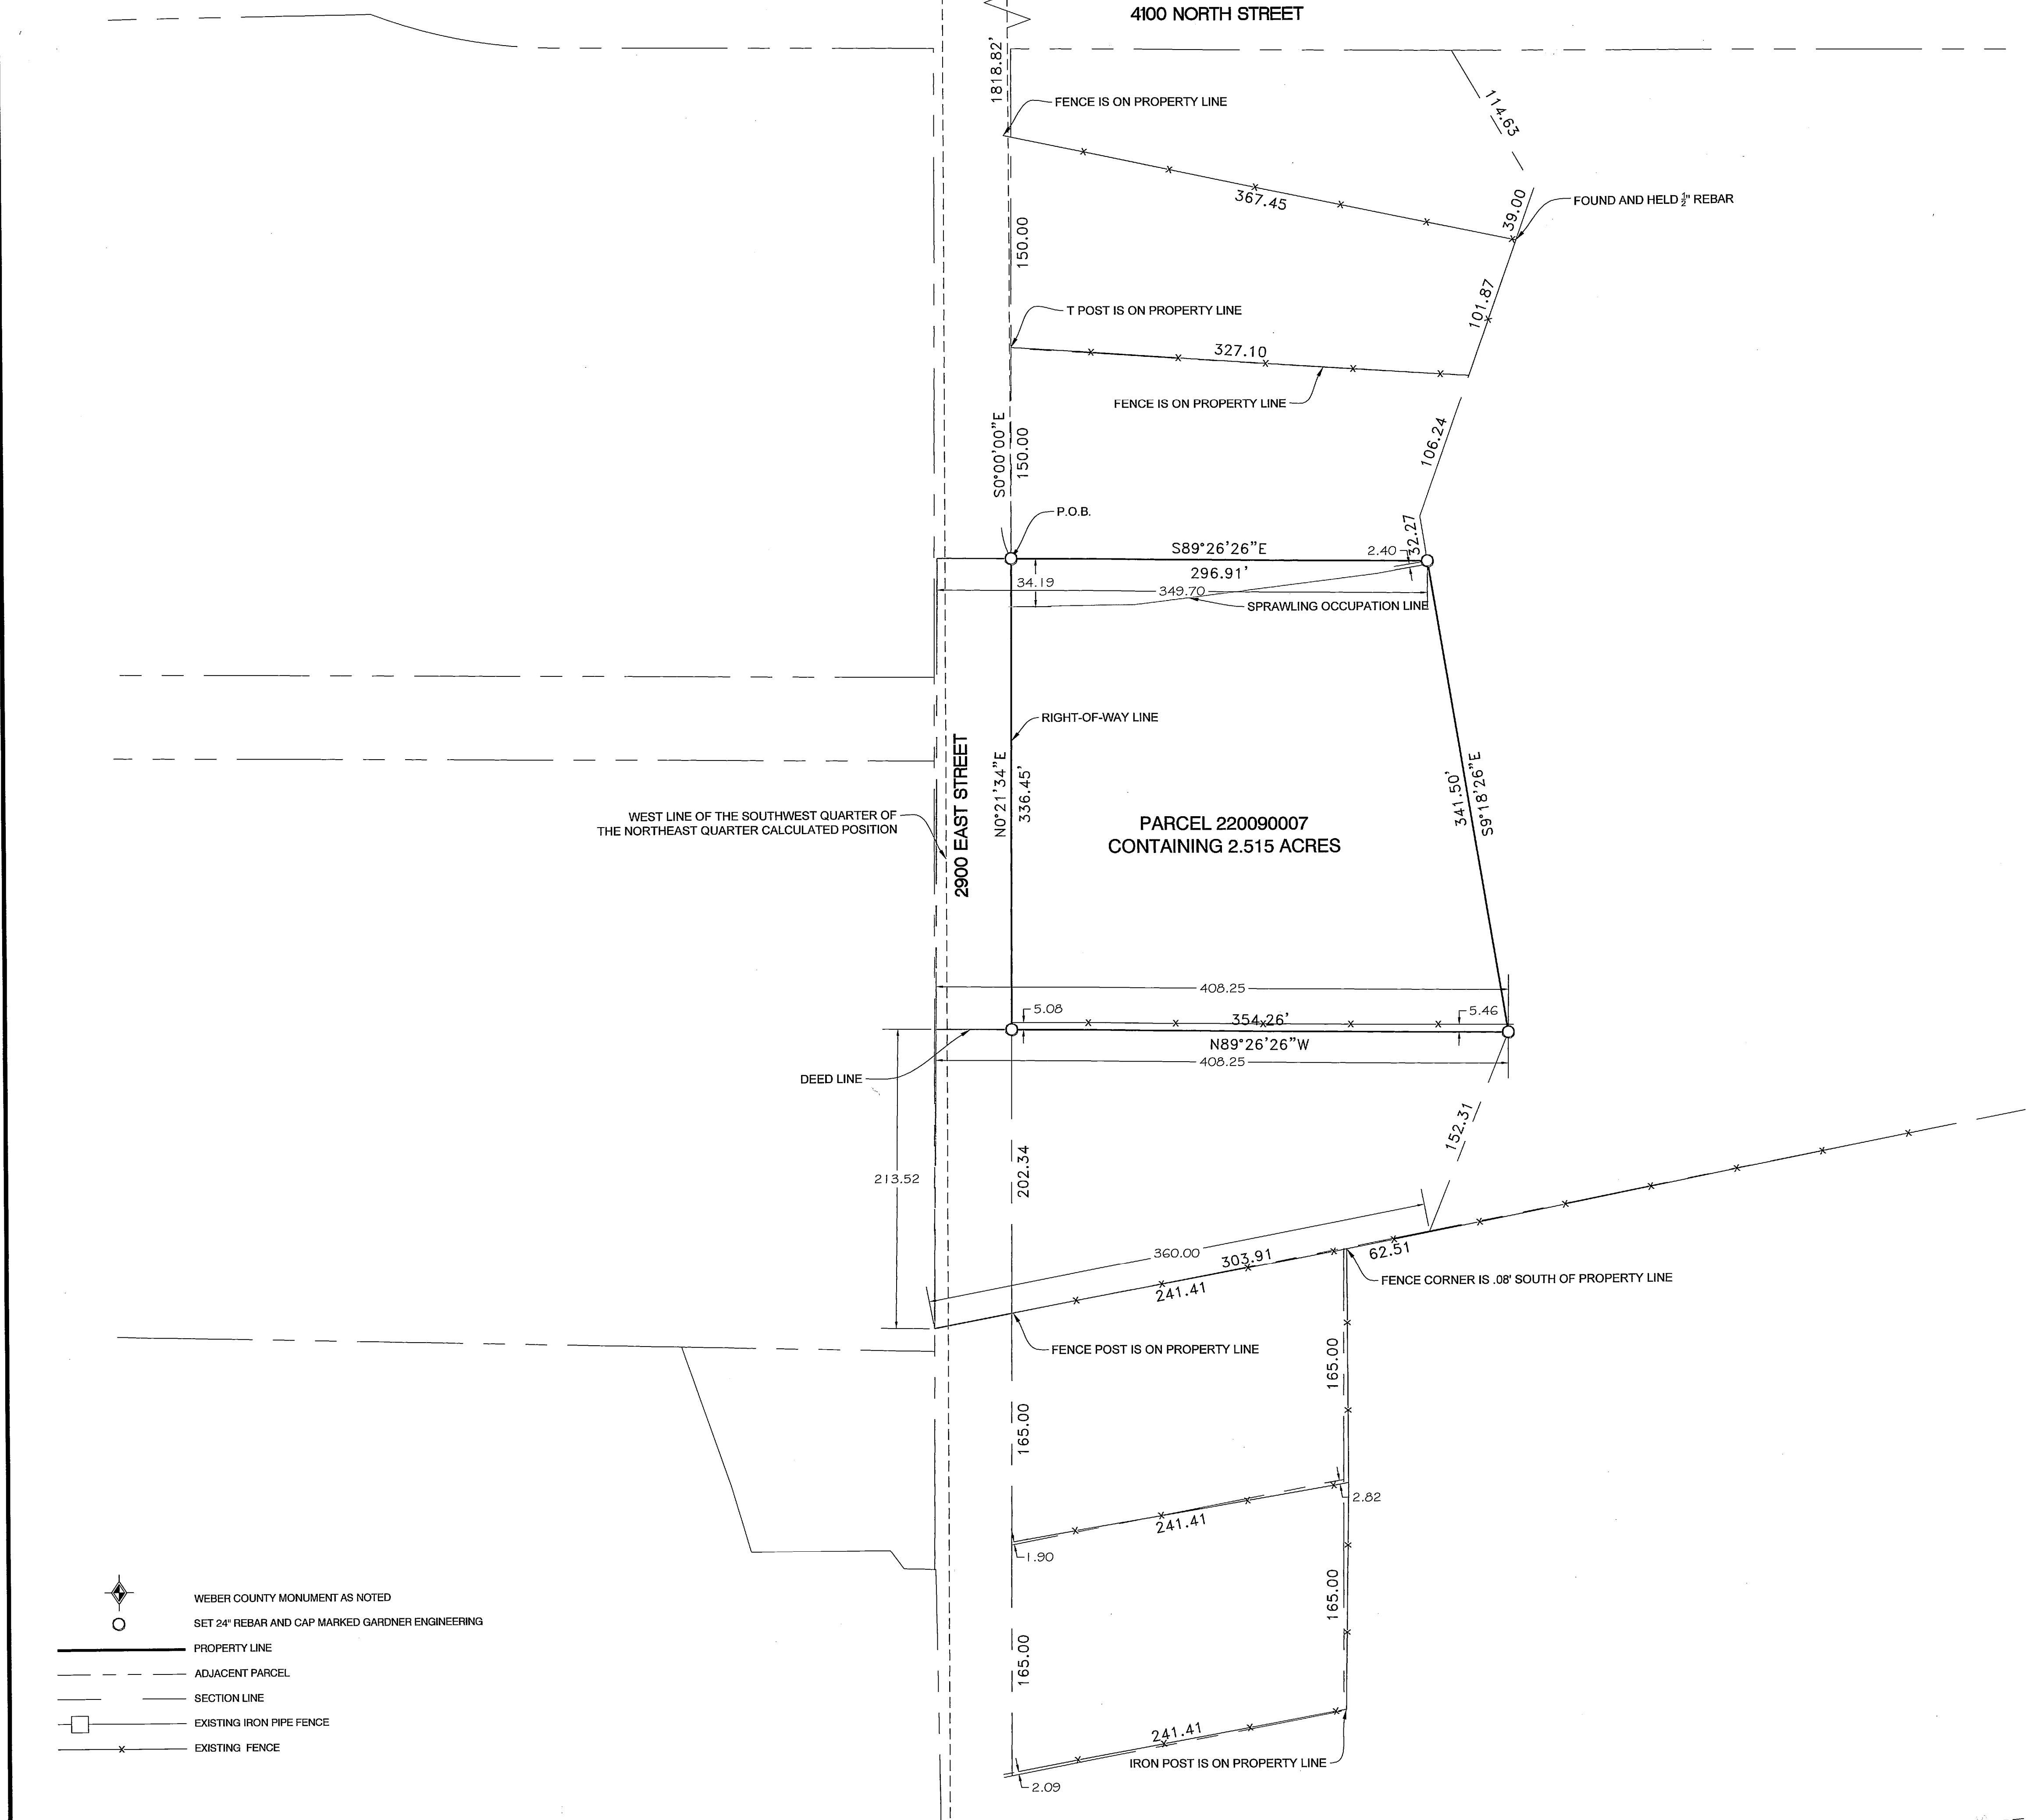 4100 NORTH STREET
1818.82'
FENCE IS ON PROPERTY LINE
114.63
367.45
39.00
FOUND AND HELD ½" REBAR
150.00
101.87
T POST IS ON PROPERTY LINE
327.10
FENCE IS ON PROPERTY LINE
S0°00'00"E
150.00
106.24
P.O.B.
32.27
S89°26'26"E
2.40
296.91'
34.19
349.70
SPRAWLING OCCUPATION LINE
RIGHT-OF-WAY LINE
2900 EAST STREET
N0°21'34"E
336.45'
341.50'
S9°18'26"E
WEST LINE OF THE SOUTHWEST QUARTER OF
THE NORTHEAST QUARTER CALCULATED POSITION
PARCEL 220090007
CONTAINING 2.515 ACRES
408.25
5.08
354.26'
5.46
N89°26'26"W
408.25
DEED LINE
152.31
213.52
202.34
360.00
303.91
62.51
241.41
FENCE CORNER IS .08' SOUTH OF PROPERTY LINE
FENCE POST IS ON PROPERTY LINE
165.00
165.00
2.82
241.41
1.90
165.00
165.00
241.41
IRON POST IS ON PROPERTY LINE
2.09
WEBER COUNTY MONUMENT AS NOTED
SET 24" REBAR AND CAP MARKED GARDNER ENGINEERING
PROPERTY LINE
ADJACENT PARCEL
SECTION LINE
EXISTING IRON PIPE FENCE
EXISTING FENCE